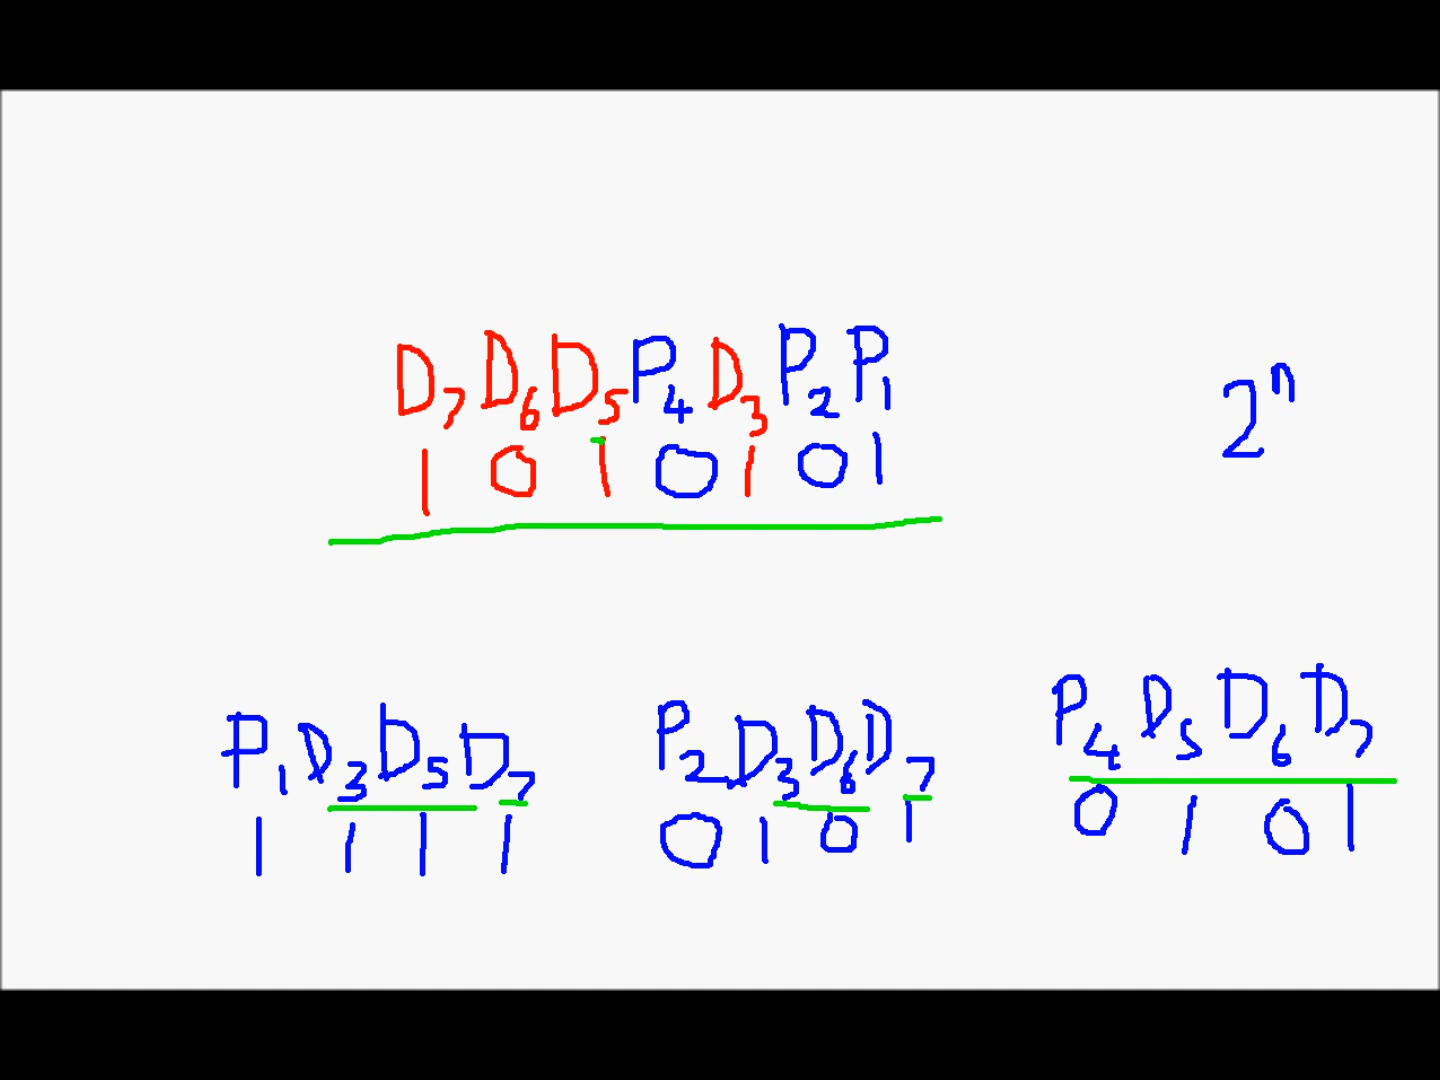 D₇ D₆ D₅ P₄ D₃ P₂ P₁
1 0 1 0 1 0 1
2ⁿ
P₁ D₃ D₅ D₇
1 1 1 1
P₂ D₃ D₆ D₇
0 1 0 1
P₄ D₅ D₆ D₇
0 1 0 1